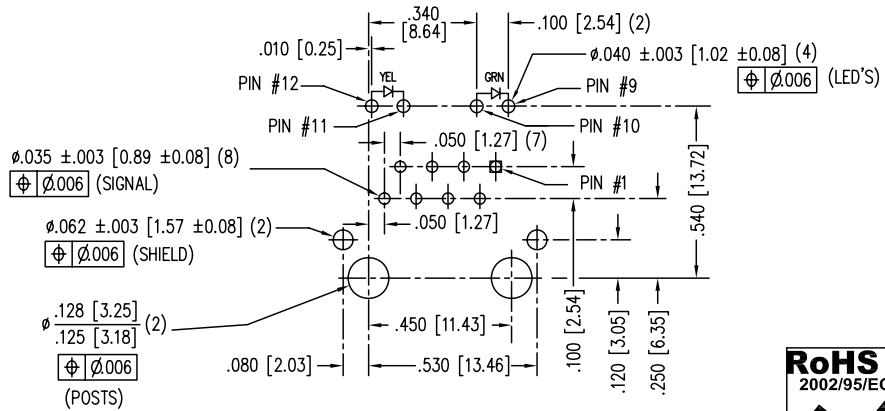 .340
[8.64]
.100 [2.54] (2)
.010 [0.25]
ø.040 ±.003 [1.02 ±0.08] (4)
⌖ Ø.006 (LED'S)
YEL
GRN
PIN #12
PIN #9
PIN #11
PIN #10
.050 [1.27] (7)
ø.035 ±.003 [0.89 ±0.08] (8)
⌖ Ø.006 (SIGNAL)
PIN #1
.540 [13.72]
.050 [1.27]
ø.062 ±.003 [1.57 ±0.08] (2)
⌖ Ø.006 (SHIELD)
ø .128 [3.25]
.125 [3.18] (2)
⌖ Ø.006
(POSTS)
.450 [11.43]
.080 [2.03]
.530 [13.46]
.100 [2.54]
.120 [3.05]
.250 [6.35]
RoHS
2002/95/EC